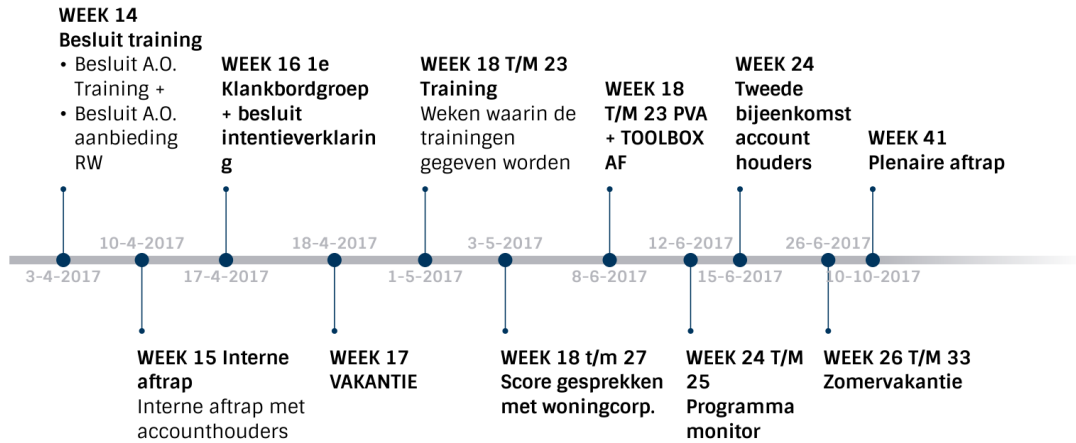 WEEK 14
Besluit training
• Besluit A.O.
Training +
• Besluit A.O.
aanbieding
RW
WEEK 16 1e
Klankbordgroep
+ besluit
intentieverklarin
g
WEEK 18 T/M 23
Training
Weken waarin de
trainingen
gegeven worden
WEEK 18
T/M 23 PVA
+ TOOLBOX
AF
WEEK 24
Tweede
bijeenkomst
account
houders
WEEK 41
Plenaire aftrap
10-4-2017
18-4-2017
3-5-2017
12-6-2017
26-6-2017
3-4-2017
17-4-2017
1-5-2017
8-6-2017
15-6-2017
10-10-2017
WEEK 15 Interne
aftrap
Interne aftrap met
accounthouders
WEEK 17
VAKANTIE
WEEK 18 t/m 27
Score gesprekken
met woningcorp.
WEEK 24 T/M
25
Programma
monitor
WEEK 26 T/M 33
Zomervakantie